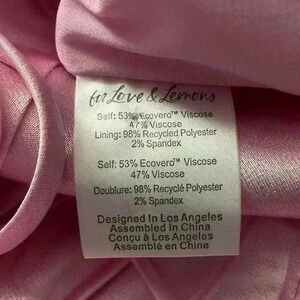 for Love & Lemons
Self: 53% Ecovero™ Viscose
47% Viscose
Lining: 98% Recycled Polyester
2% Spandex
Self: 53% Ecovero™ Viscose
47% Viscose
Doublure: 98% Recyclé Polyester
2% Spandex
Designed In Los Angeles
Assembled In China
Conçu à Los Angeles
Assemblé en Chine